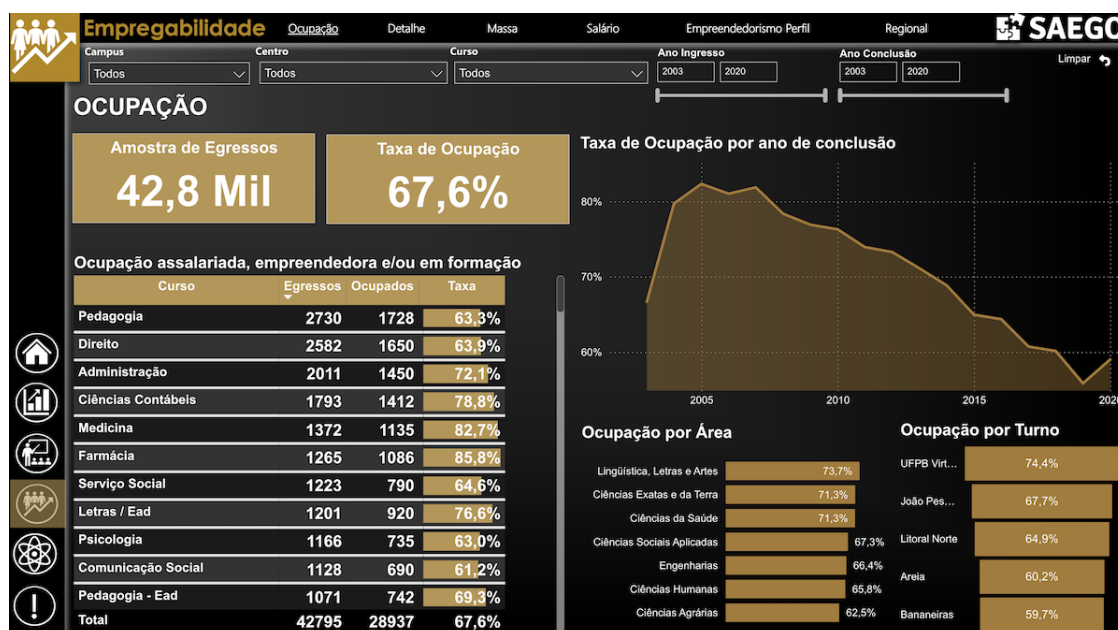 Empregabilidade
Ocupação Detalhe Massa Salário Empreendedorismo Perfil Regional
SAEGO
Campus Centro Curso Ano Ingresso Ano Conclusão
Todos Todos Todos 2003 2020 2003 2020 Limpar
OCUPAÇÃO
Amostra de Egressos
42,8 Mil
Taxa de Ocupação
67,6%
Ocupação assalariada, empreendedora e/ou em formação
Curso Egressos Ocupados Taxa
Pedagogia 2730 1728 63,3%
Direito 2582 1650 63,9%
Administração 2011 1450 72,1%
Ciências Contábeis 1793 1412 78,8%
Medicina 1372 1135 82,7%
Farmácia 1265 1086 85,8%
Serviço Social 1223 790 64,6%
Letras / Ead 1201 920 76,6%
Psicologia 1166 735 63,0%
Comunicação Social 1128 690 61,2%
Pedagogia - Ead 1071 742 69,3%
Total 42795 28937 67,6%
Taxa de Ocupação por ano de conclusão
80%
70%
60%
2005 2010 2015 2020
Ocupação por Área
Lingüística, Letras e Artes 73,7%
Ciências Exatas e da Terra 71,3%
Ciências da Saúde 71,3%
Ciências Sociais Aplicadas 67,3%
Engenharias 66,4%
Ciências Humanas 65,8%
Ciências Agrárias 62,5%
Ocupação por Turno
UFPB Virt... 74,4%
João Pes... 67,7%
Litoral Norte 64,9%
Areia 60,2%
Bananeiras 59,7%